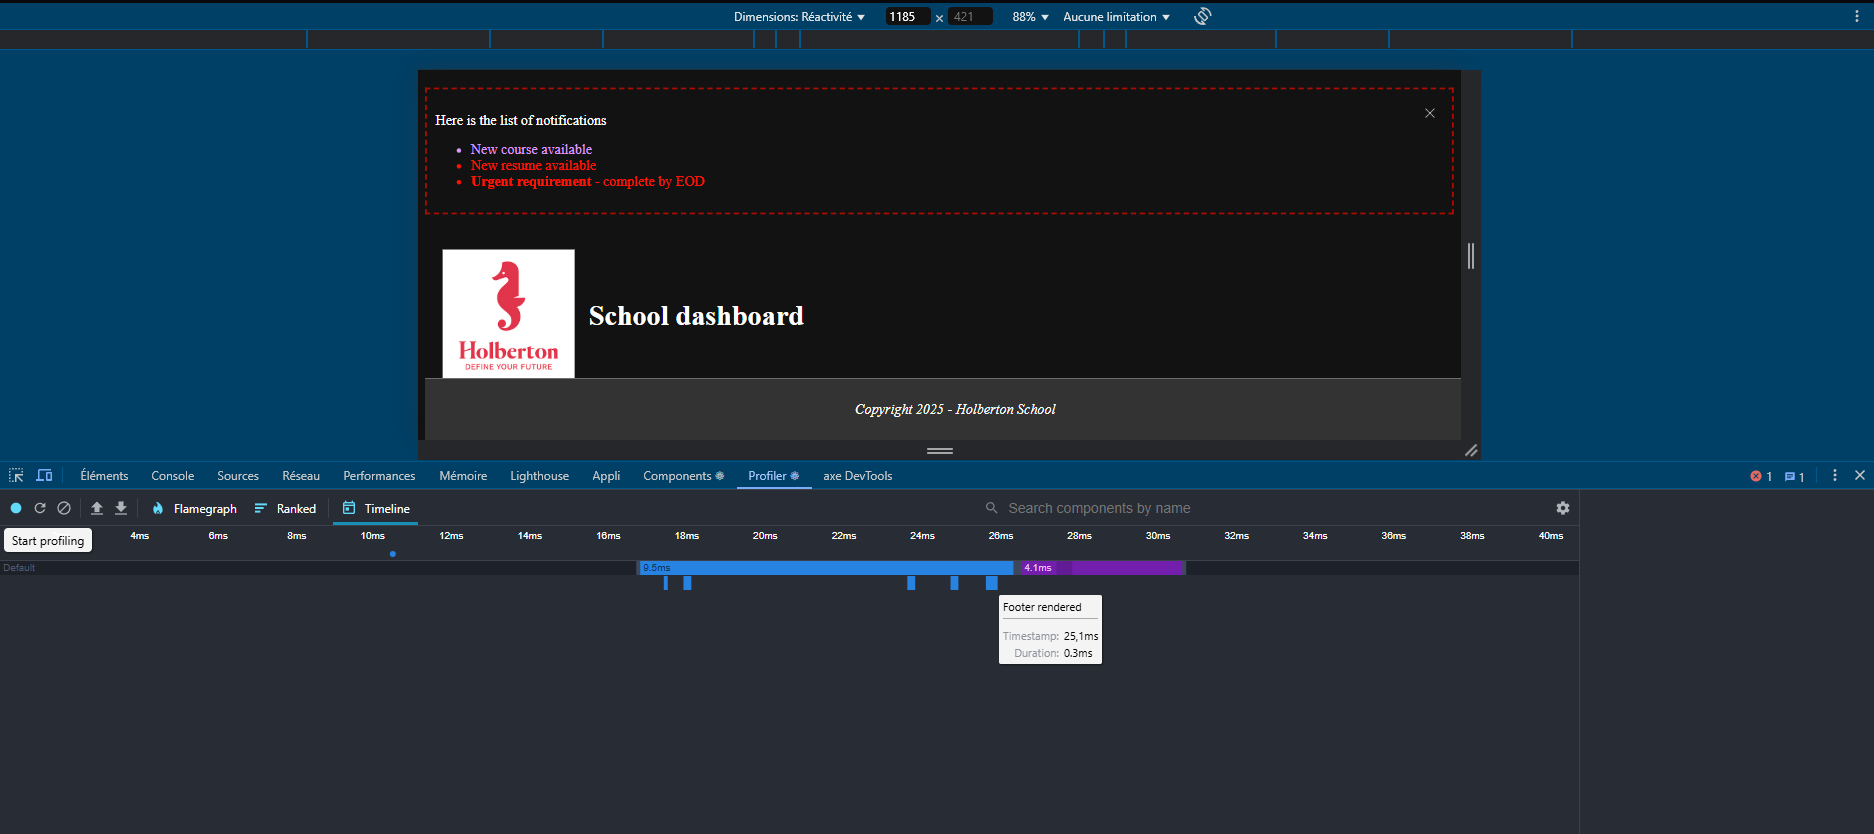 Dimensions: Réactivité ▼ 1185 × 421 88% ▼ Aucune limitation ▼
Here is the list of notifications
New course available
New resume available
Urgent requirement - complete by EOD
Holberton
DEFINE YOUR FUTURE
School dashboard
Copyright 2025 - Holberton School
Éléments Console Sources Réseau Performances Mémoire Lighthouse Appli Components Profiler axe DevTools 1 1
Flamegraph Ranked Timeline Search components by name
Start profiling
4ms 6ms 8ms 10ms 12ms 14ms 16ms 18ms 20ms 22ms 24ms 26ms 28ms 30ms 32ms 34ms 36ms 38ms 40ms
Default 9.5ms 4.1ms
Footer rendered
Timestamp: 25,1ms
Duration: 0.3ms